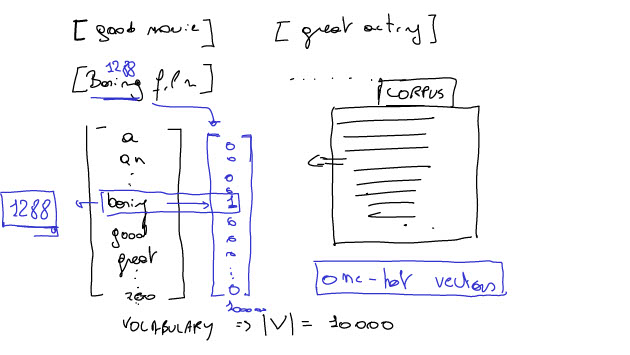 [good movie] [great acting]
1288
[Boring film]
CORPUS
a
an
boring
good
great
zoo
0
0
0
0
1
0
0
0
0
10000
1288
one-hot vectors
VOCABULARY => |V| = 10000